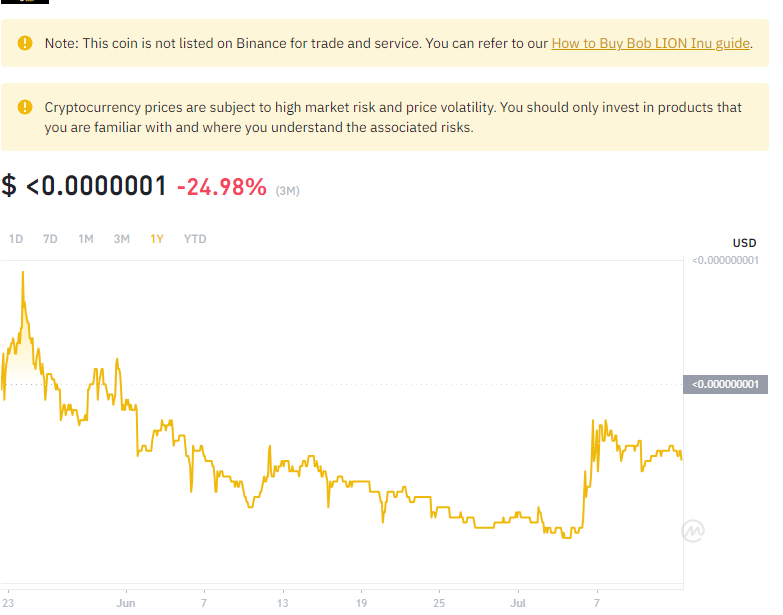 Note: This coin is not listed on Binance for trade and service. You can refer to our How to Buy Bob LION Inu guide.
Cryptocurrency prices are subject to high market risk and price volatility. You should only invest in products that
you are familiar with and where you understand the associated risks.
$ <0.0000001 -24.98% (3M)
1D 7D 1M 3M 1Y YTD
USD
<0.000000001
<0.000000001
23 Jun 7 13 19 25 Jul 7